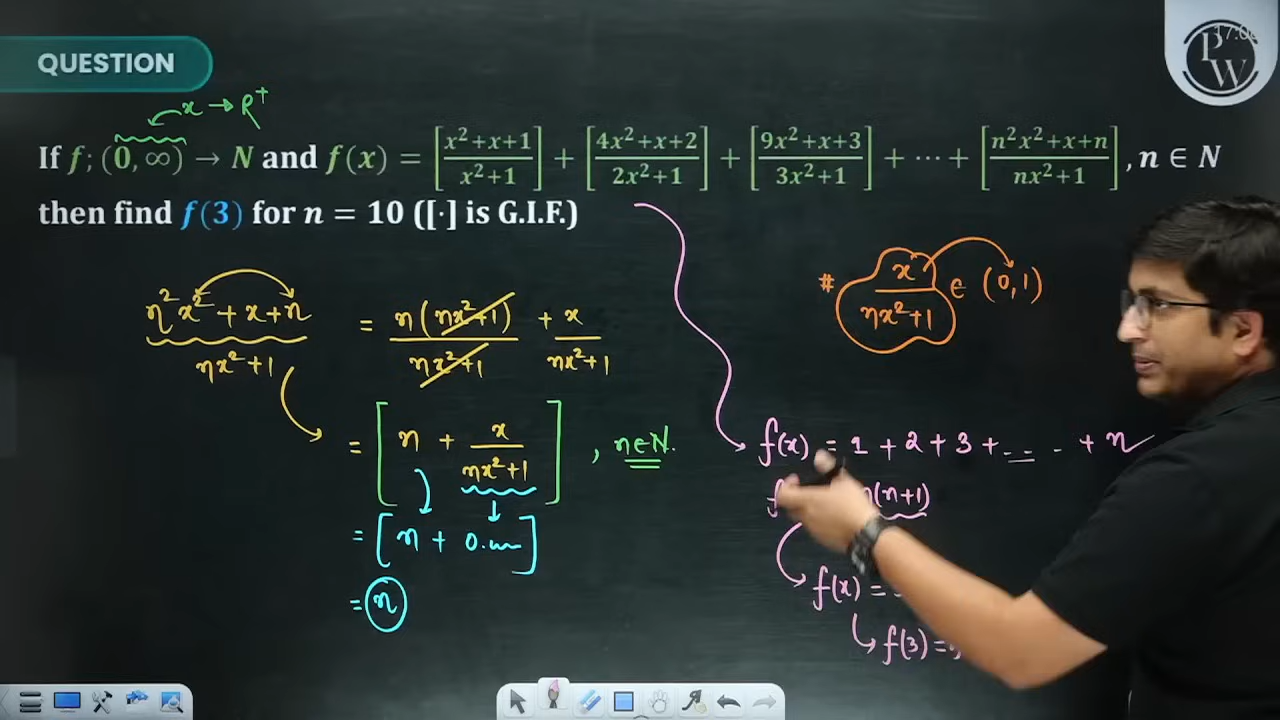 QUESTION
17:0
PW
x → R⁺
If f; (0, ∞) → N and f(x) = [x²+x+1 / x²+1] + [4x²+x+2 / 2x²+1] + [9x²+x+3 / 3x²+1] + ⋯ + [n²x²+x+n / nx²+1], n ∈ N
then find f(3) for n = 10 ([·] is G.I.F.)
n²x² + x + n / nx²+1 = n(nx²+1) / nx²+1 + x / nx²+1
# x / nx²+1 ∈ (0,1)
= [n + x / nx²+1], n∈N.
= [n + 0.]
= n
f(x) = 1 + 2 + 3 + - - - - + n
f n(n+1)
f(x) =
f(3) =